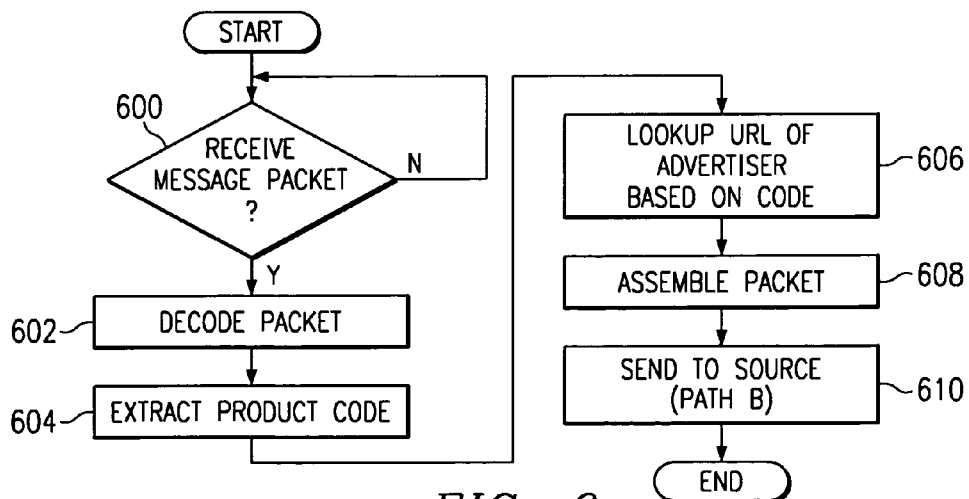 START
600
RECEIVE
MESSAGE PACKET
?
N
Y
602
DECODE PACKET
604
EXTRACT PRODUCT CODE
LOOKUP URL OF
ADVERTISER
BASED ON CODE
606
ASSEMBLE PACKET
608
SEND TO SOURCE
(PATH B)
610
END